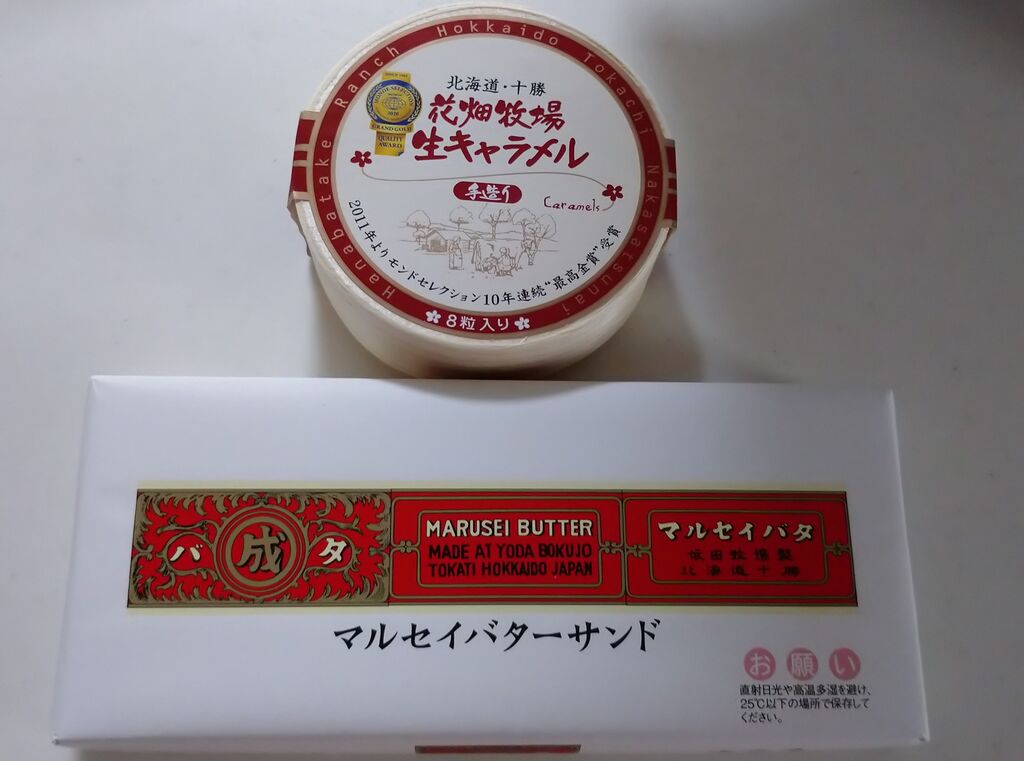 Hanabatake Ranch Hokkaido Tokachi Nakasatsunai
北海道・十勝
花畑牧場
生キャラメル
手造り
Caramels
MONDE SELECTION
2020
GRAND GOLD
QUALITY
AWARD
2011年よりモンドセレクション10年連続“最高金賞”受賞
8粒入り
バ 成 タ
MARUSEI BUTTER
MADE AT YODA BOKUJO
TOKATI HOKKAIDO JAPAN
マルセイバタ
依田牧場製
北海道十勝
マルセイバターサンド
お願い
直射日光や高温多湿を避け、
25℃以下の場所で保存して
ください。